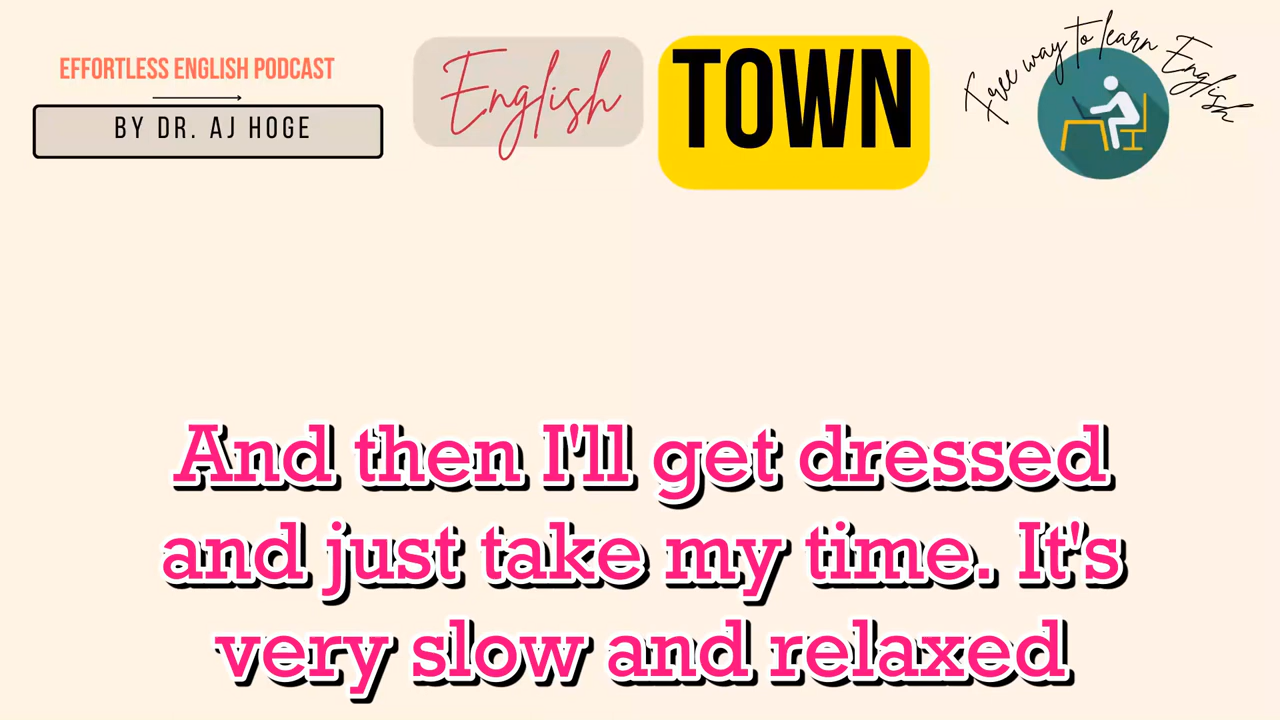 EFFORTLESS ENGLISH PODCAST
BY DR. AJ HOGE
English
TOWN
Free way to learn English
And then I'll get dressed
and just take my time. It's
very slow and relaxed